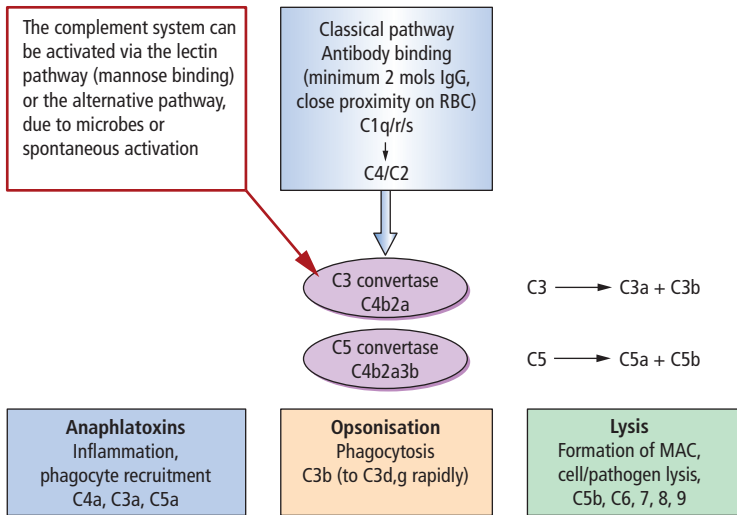 The complement system can
be activated via the lectin
pathway (mannose binding)
or the alternative pathway,
due to microbes or
spontaneous activation
Classical pathway
Antibody binding
(minimum 2 mols IgG,
close proximity on RBC)
C1q/r/s
C4/C2
C3 convertase
C4b2a
C3 → C3a + C3b
C5 convertase
C4b2a3b
C5 → C5a + C5b
Anaphlatoxins
Inflammation,
phagocyte recruitment
C4a, C3a, C5a
Opsonisation
Phagocytosis
C3b (to C3d,g rapidly)
Lysis
Formation of MAC,
cell/pathogen lysis,
C5b, C6, 7, 8, 9